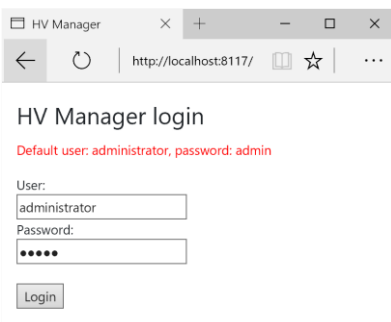 HV Manager
http://localhost:8117/
HV Manager login
Default user: administrator, password: admin
User:
administrator
Password:
●●●●●
Login